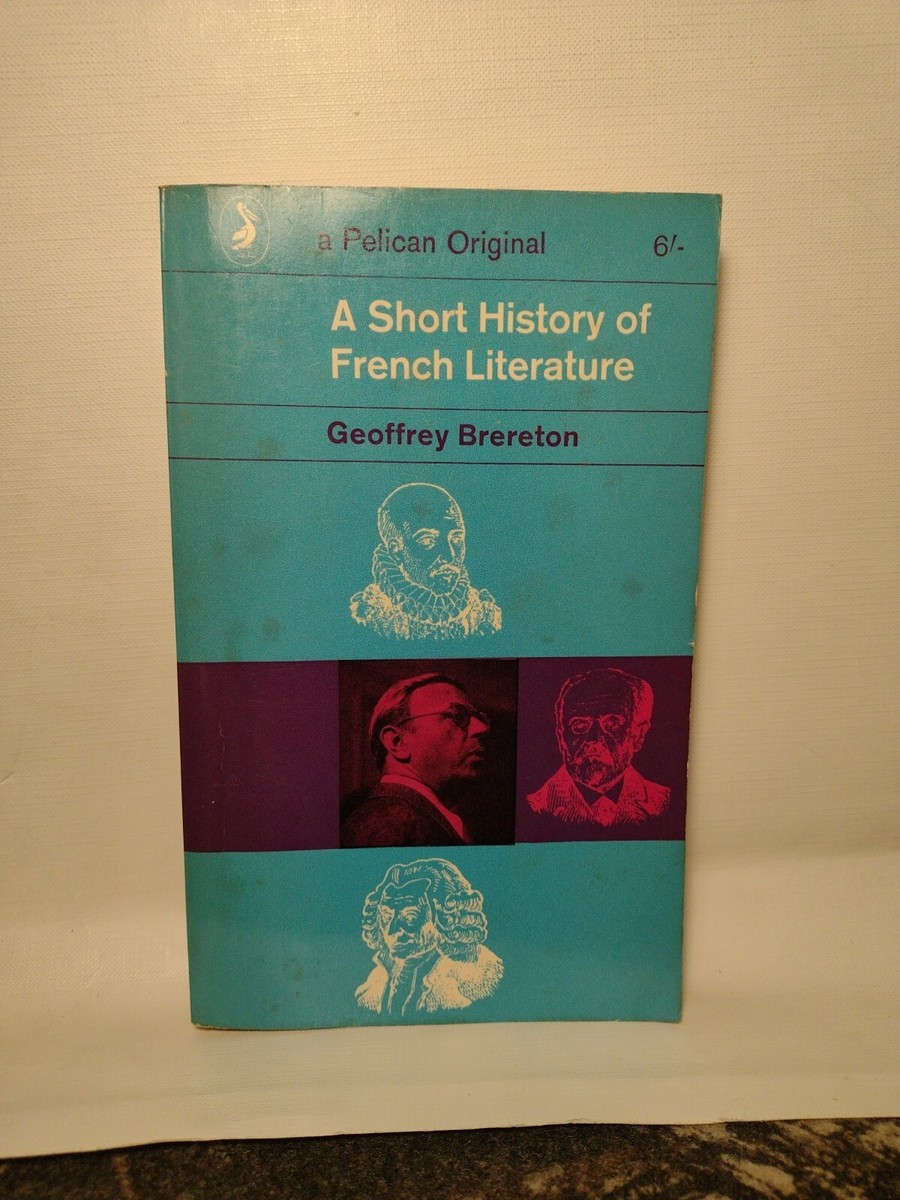 a Pelican Original 6/-
A Short History of
French Literature
Geoffrey Brereton